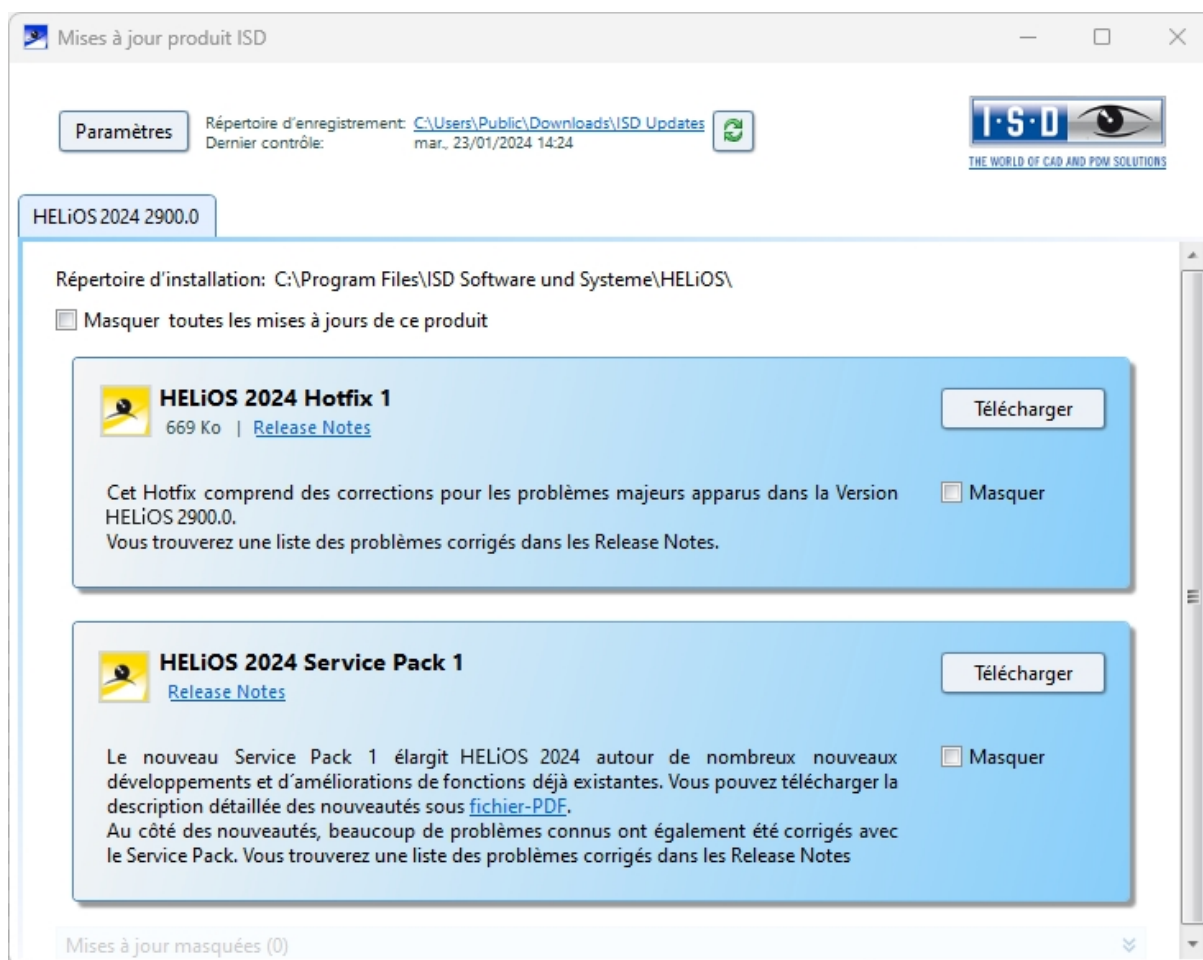 Mises à jour produit ISD
Paramètres
Répertoire d'enregistrement: C:\Users\Public\Downloads\ISD Updates
Dernier contrôle: mar., 23/01/2024 14:24
I·S·D
THE WORLD OF CAD AND PDM SOLUTIONS
HELiOS 2024 2900.0
Répertoire d'installation: C:\Program Files\ISD Software und Systeme\HELiOS\
Masquer toutes les mises à jours de ce produit
HELiOS 2024 Hotfix 1
Télécharger
669 Ko | Release Notes
Cet Hotfix comprend des corrections pour les problèmes majeurs apparus dans la Version
Masquer
HELiOS 2900.0.
Vous trouverez une liste des problèmes corrigés dans les Release Notes.
HELiOS 2024 Service Pack 1
Télécharger
Release Notes
Le nouveau Service Pack 1 élargit HELiOS 2024 autour de nombreux nouveaux
Masquer
développements et d´améliorations de fonctions déjà existantes. Vous pouvez télécharger la
description détaillée des nouveautés sous fichier-PDF.
Au côté des nouveautés, beaucoup de problèmes connus ont également été corrigés avec
le Service Pack. Vous trouverez une liste des problèmes corrigés dans les Release Notes
Mises à jour masquées (0)